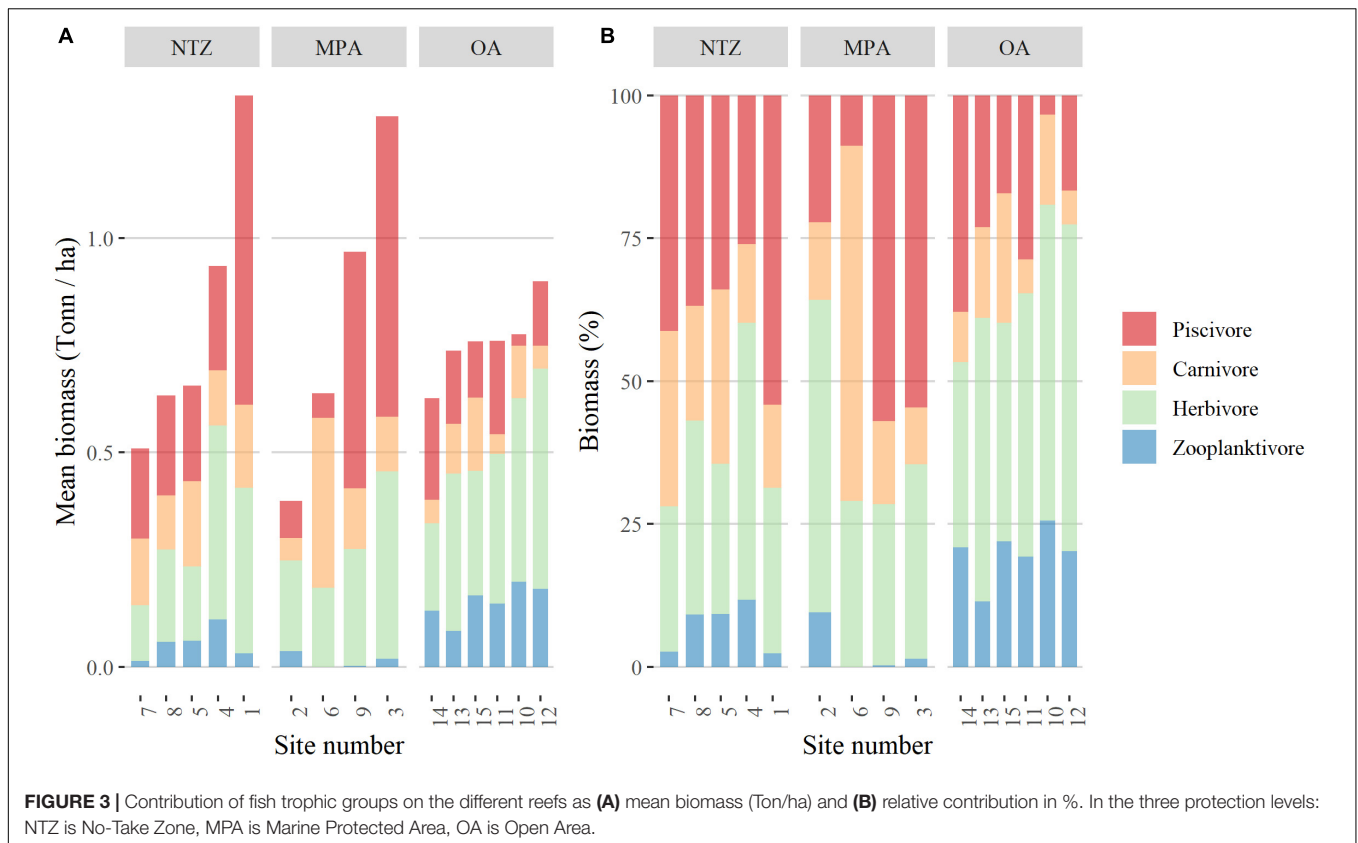 A
B
NTZ
MPA
OA
NTZ
MPA
OA
Mean biomass (Tonn / ha)
1.0
0.5
0.0
7
8
5
4
1
2
6
9
3
14
13
15
11
10
12
Site number
Biomass (%)
100
75
50
25
0
7
8
5
4
1
2
6
9
3
14
13
15
11
10
12
Site number
Piscivore
Carnivore
Herbivore
Zooplanktivore
FIGURE 3 | Contribution of fish trophic groups on the different reefs as (A) mean biomass (Ton/ha) and (B) relative contribution in %. In the three protection levels:
NTZ is No-Take Zone, MPA is Marine Protected Area, OA is Open Area.